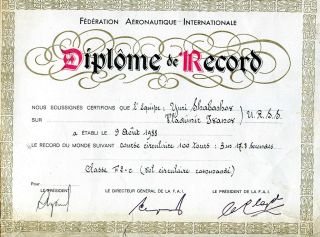 FÉDÉRATION AÉRONAUTIQUE INTERNATIONALE
Diplôme de Record
NOUS SOUSSIGNÉS CERTIFIONS QUE l'équipe: Yuri Shabashov
SUR Vladimir Ivanov U.R.S.S
A ÉTABLI LE 9 Août 1988
LE RECORD DU MONDE SUIVANT course circulaire 100 tours: 3 mn 17.3 secondes.
Classe F2-C (vol circulaire commandé)
POUR
LE PRÉSIDENT LE DIRECTEUR GÉNÉRAL DE LA F.A.I. LE PRÉSIDENT DE LA F.A.I.